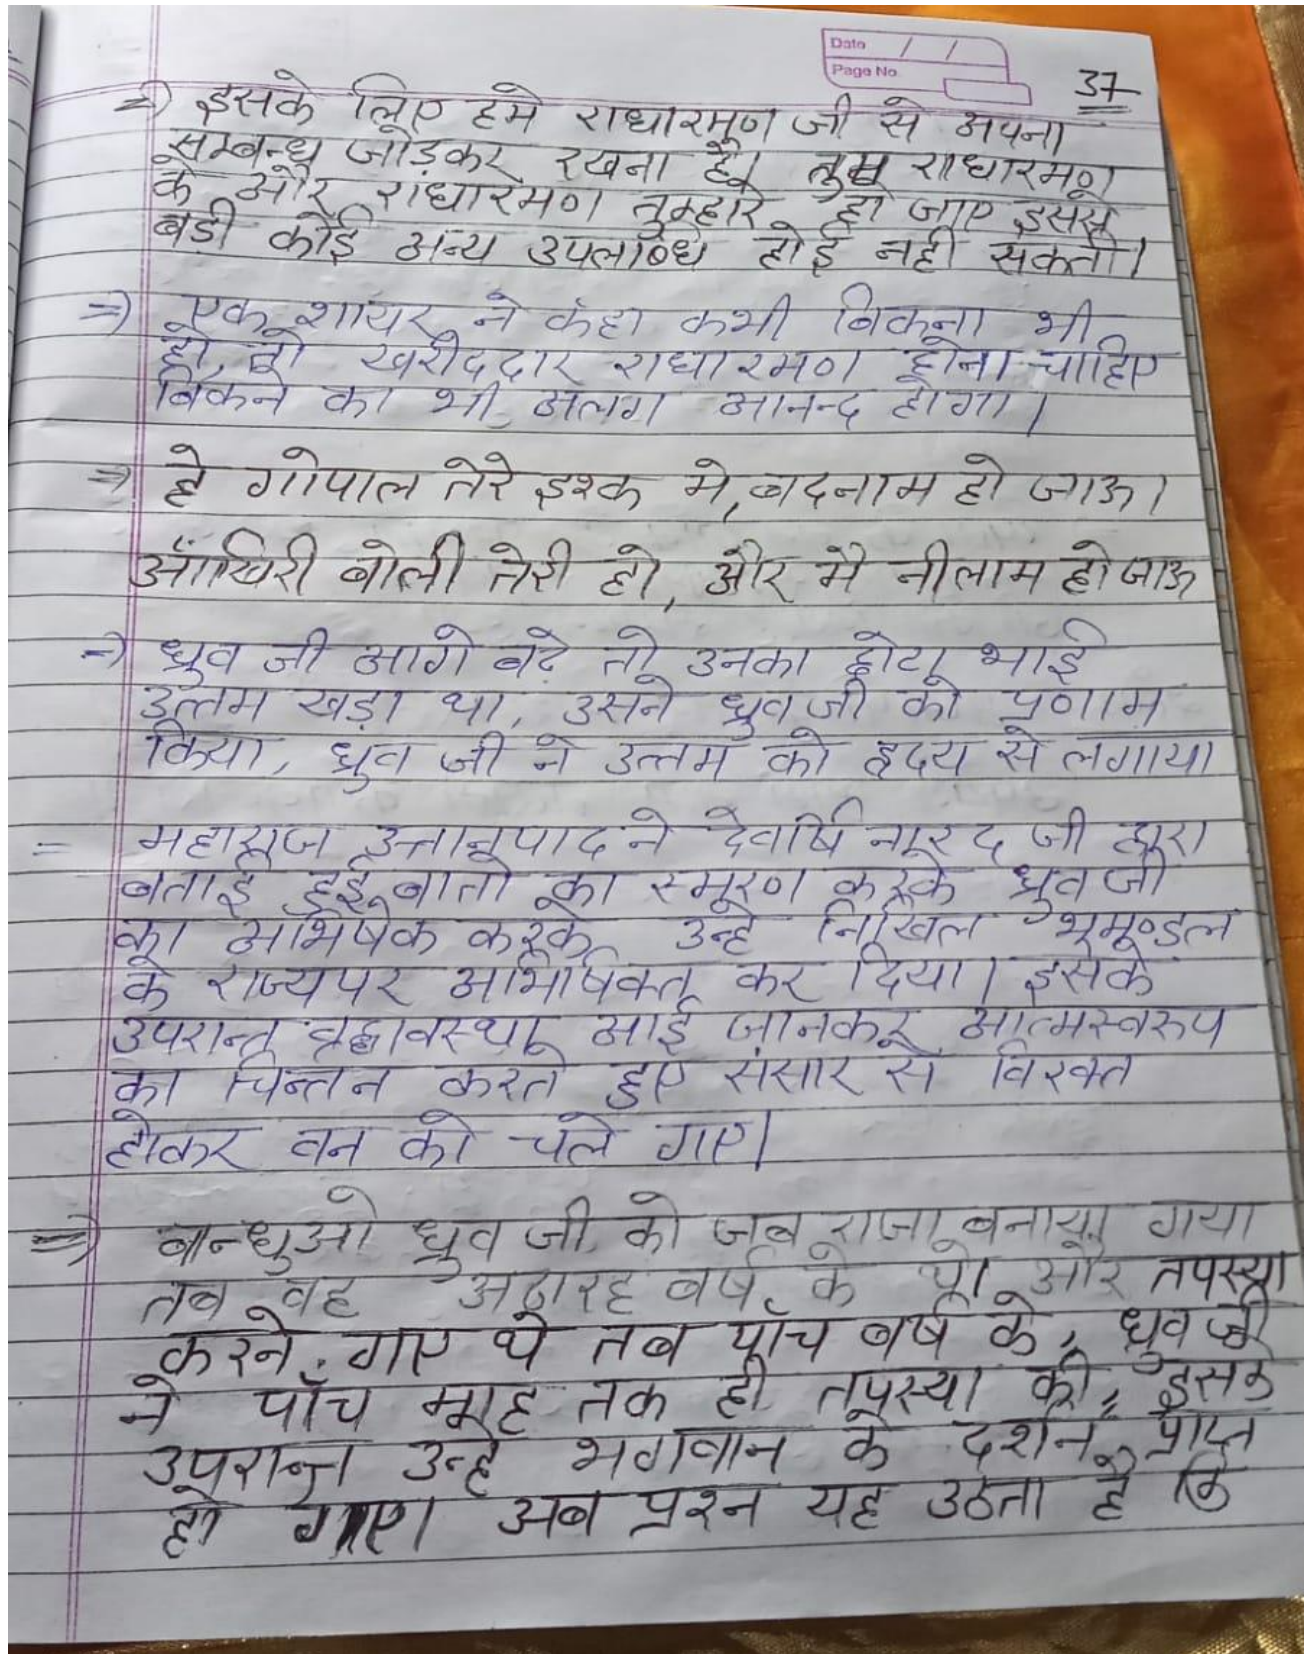 Date / /
Page No.
37
=> इसके लिए हमे राधारमण जी से अपना
सम्बन्ध जोड़कर रखना है। तुम राधारमण
के और राधारमण तुम्हारे हो जाए इससे
बड़ी कोई अन्य उपलब्धि होई नही सकती।
=> एक शायर ने कहा कभी बिकना भी
हो, तो खरीददार राधारमण होना चाहिए
बिकने का भी अलग आनन्द होगा।
=> हे गोपाल तेरे इश्क मे, बदनाम हो जाऊ।
ऑखिरी बोली तेरी हो, और मै नीलाम हो जाऊ
=> ध्रुव जी आगे बढे तो उनका छोटा भाई
उत्तम खड़ा था, उसने ध्रुव जी को प्रणाम
किया, ध्रुव जी ने उत्तम को हृदय से लगाया
= महाराज उत्तानपाद ने देवर्षि नारद जी द्वारा
बताई हुई बातो का स्मरण करके ध्रुव जी
का अभिषेक करके उन्हे निखिल भूमण्डल
के राज्य पर अभिषिक्त कर दिया। इसके
उपरान्त वृद्धावस्था आई जानकर आत्मस्वरुप
का चिन्तन करते हुए संसार से विरक्त
होकर वन को चले गए।
=> बन्धुओ ध्रुव जी को जब राजा बनाया गया
तब वह अठारह बर्ष के थे। और तपस्या
करने गए थे तब पाँच बर्ष के, ध्रुव जी
ने पाँच माह तक ही तपस्या की, इसके
उपरान्त उन्हे भगवान के दर्शन प्राप्त
हो गए। अब प्रश्न यह उठता है कि